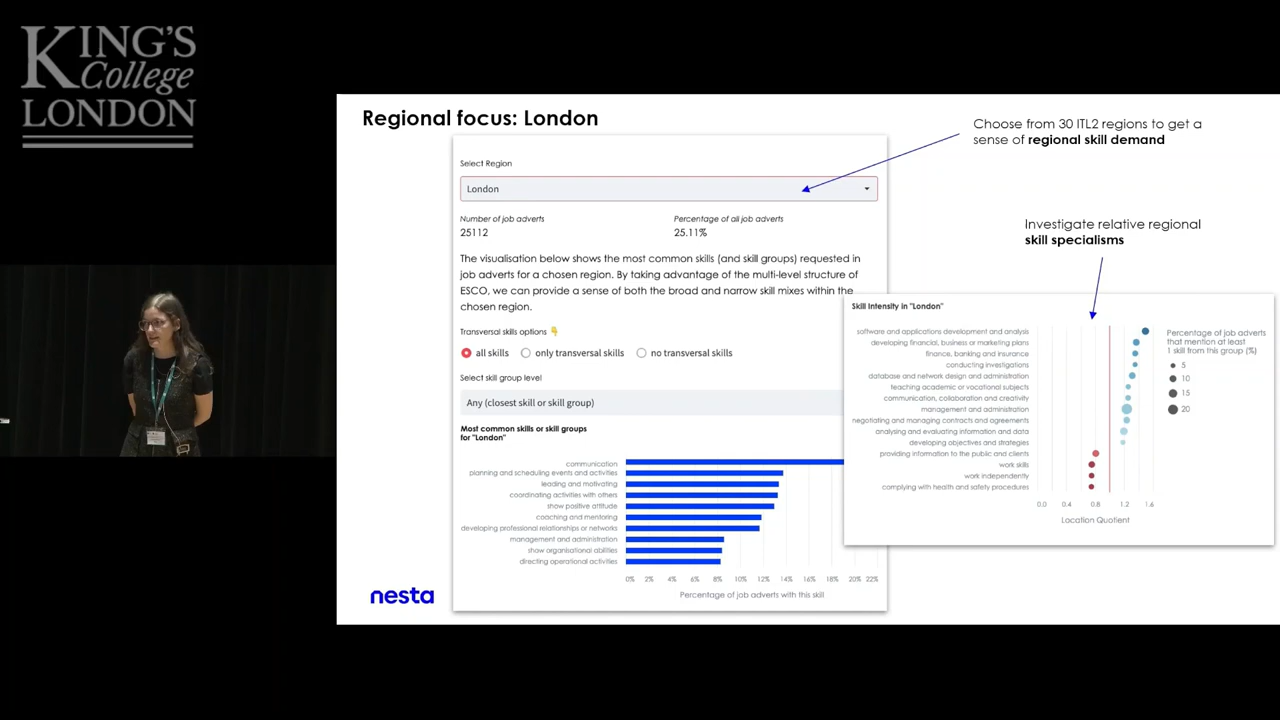 KING'S
College
LONDON
Regional focus: London
Choose from 30 ITL2 regions to get a
sense of regional skill demand
Select Region
London
Number of job adverts
25112
Percentage of all job adverts
25.11%
The visualisation below shows the most common skills (and skill groups) requested in
job adverts for a chosen region. By taking advantage of the multi-level structure of
ESCO, we can provide a sense of both the broad and narrow skill mixes within the
chosen region.
Transversal skills options
all skills
only transversal skills
no transversal skills
Select skill group level
Any (closest skill or skill group)
Most common skills or skill groups
for "London"
communication
planning and scheduling events and activities
leading and motivating
coordinating activities with others
show positive attitude
coaching and mentoring
developing professional relationships or networks
management and administration
show organisational abilities
directing operational activities
0% 2% 4% 6% 8% 10% 12% 14% 16% 18% 20% 22%
Percentage of job adverts with this skill
Investigate relative regional
skill specialisms
Skill Intensity in "London"
software and applications development and analysis
developing financial, business or marketing plans
finance, banking and insurance
conducting investigations
database and network design and administration
teaching academic or vocational subjects
communication, collaboration and creativity
management and administration
negotiating and managing contracts and agreements
analysing and evaluating information and data
developing objectives and strategies
providing information to the public and clients
work skills
work independently
complying with health and safety procedures
0.0 0.4 0.8 1.2 1.6
Location Quotient
Percentage of job adverts
that mention at least
1 skill from this group (%)
5
10
15
20
nesta